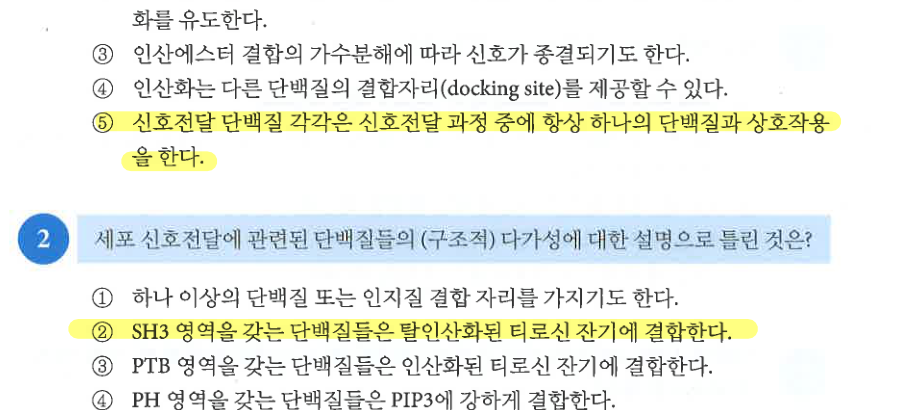 화를 유도한다.
③ 인산에스터 결합의 가수분해에 따라 신호가 종결되기도 한다.
④ 인산화는 다른 단백질의 결합자리(docking site)를 제공할 수 있다.
⑤ 신호전달 단백질 각각은 신호전달 과정 중에 항상 하나의 단백질과 상호작용
을 한다.
2 세포 신호전달에 관련된 단백질들의 (구조적) 다가성에 대한 설명으로 틀린 것은?
① 하나 이상의 단백질 또는 인지질 결합 자리를 가지기도 한다.
② SH3 영역을 갖는 단백질들은 탈인산화된 티로신 잔기에 결합한다.
③ PTB 영역을 갖는 단백질들은 인산화된 티로신 잔기에 결합한다.
④ PH 영역을 갖는 단백질들은 PIP3에 강하게 결합한다.